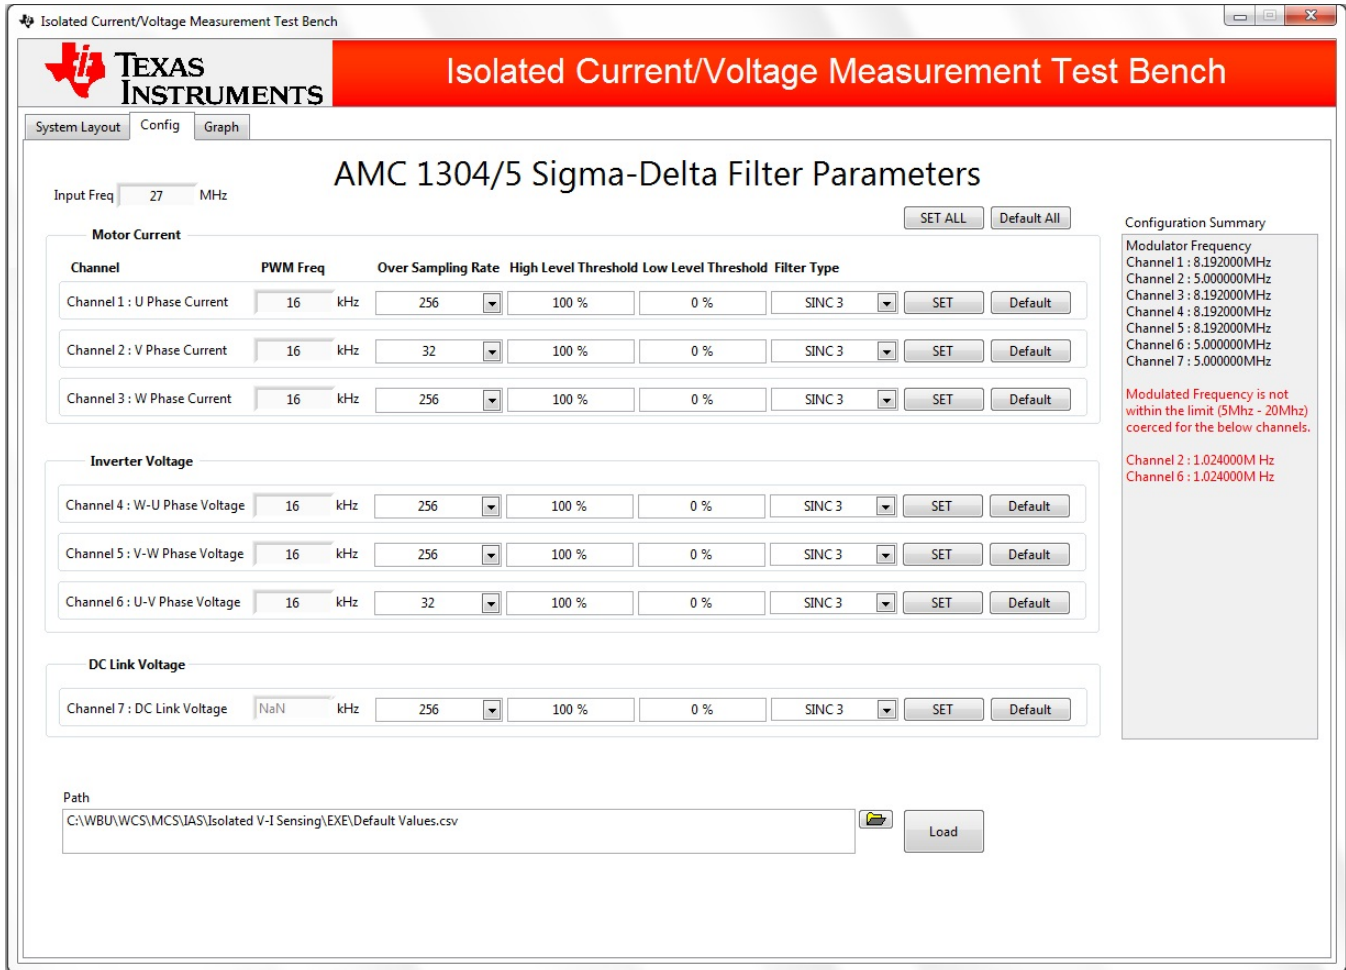 Isolated Current/Voltage Measurement Test Bench
TEXAS
INSTRUMENTS
Isolated Current/Voltage Measurement Test Bench
System Layout Config Graph
AMC 1304/5 Sigma-Delta Filter Parameters
Input Freq 27 MHz
SET ALL Default All
Motor Current
Channel PWM Freq Over Sampling Rate High Level Threshold Low Level Threshold Filter Type
Channel 1 : U Phase Current 16 kHz 256 100 % 0 % SINC 3 SET Default
Channel 2 : V Phase Current 16 kHz 32 100 % 0 % SINC 3 SET Default
Channel 3 : W Phase Current 16 kHz 256 100 % 0 % SINC 3 SET Default
Inverter Voltage
Channel 4 : W-U Phase Voltage 16 kHz 256 100 % 0 % SINC 3 SET Default
Channel 5 : V-W Phase Voltage 16 kHz 256 100 % 0 % SINC 3 SET Default
Channel 6 : U-V Phase Voltage 16 kHz 32 100 % 0 % SINC 3 SET Default
DC Link Voltage
Channel 7 : DC Link Voltage NaN kHz 256 100 % 0 % SINC 3 SET Default
Configuration Summary
Modulator Frequency
Channel 1 : 8.192000MHz
Channel 2 : 5.000000MHz
Channel 3 : 8.192000MHz
Channel 4 : 8.192000MHz
Channel 5 : 8.192000MHz
Channel 6 : 5.000000MHz
Channel 7 : 5.000000MHz
Modulated Frequency is not
within the limit (5Mhz - 20Mhz)
coerced for the below channels.
Channel 2 : 1.024000M Hz
Channel 6 : 1.024000M Hz
Path
C:\WBU\WCS\MCS\IAS\Isolated V-I Sensing\EXE\Default Values.csv
Load